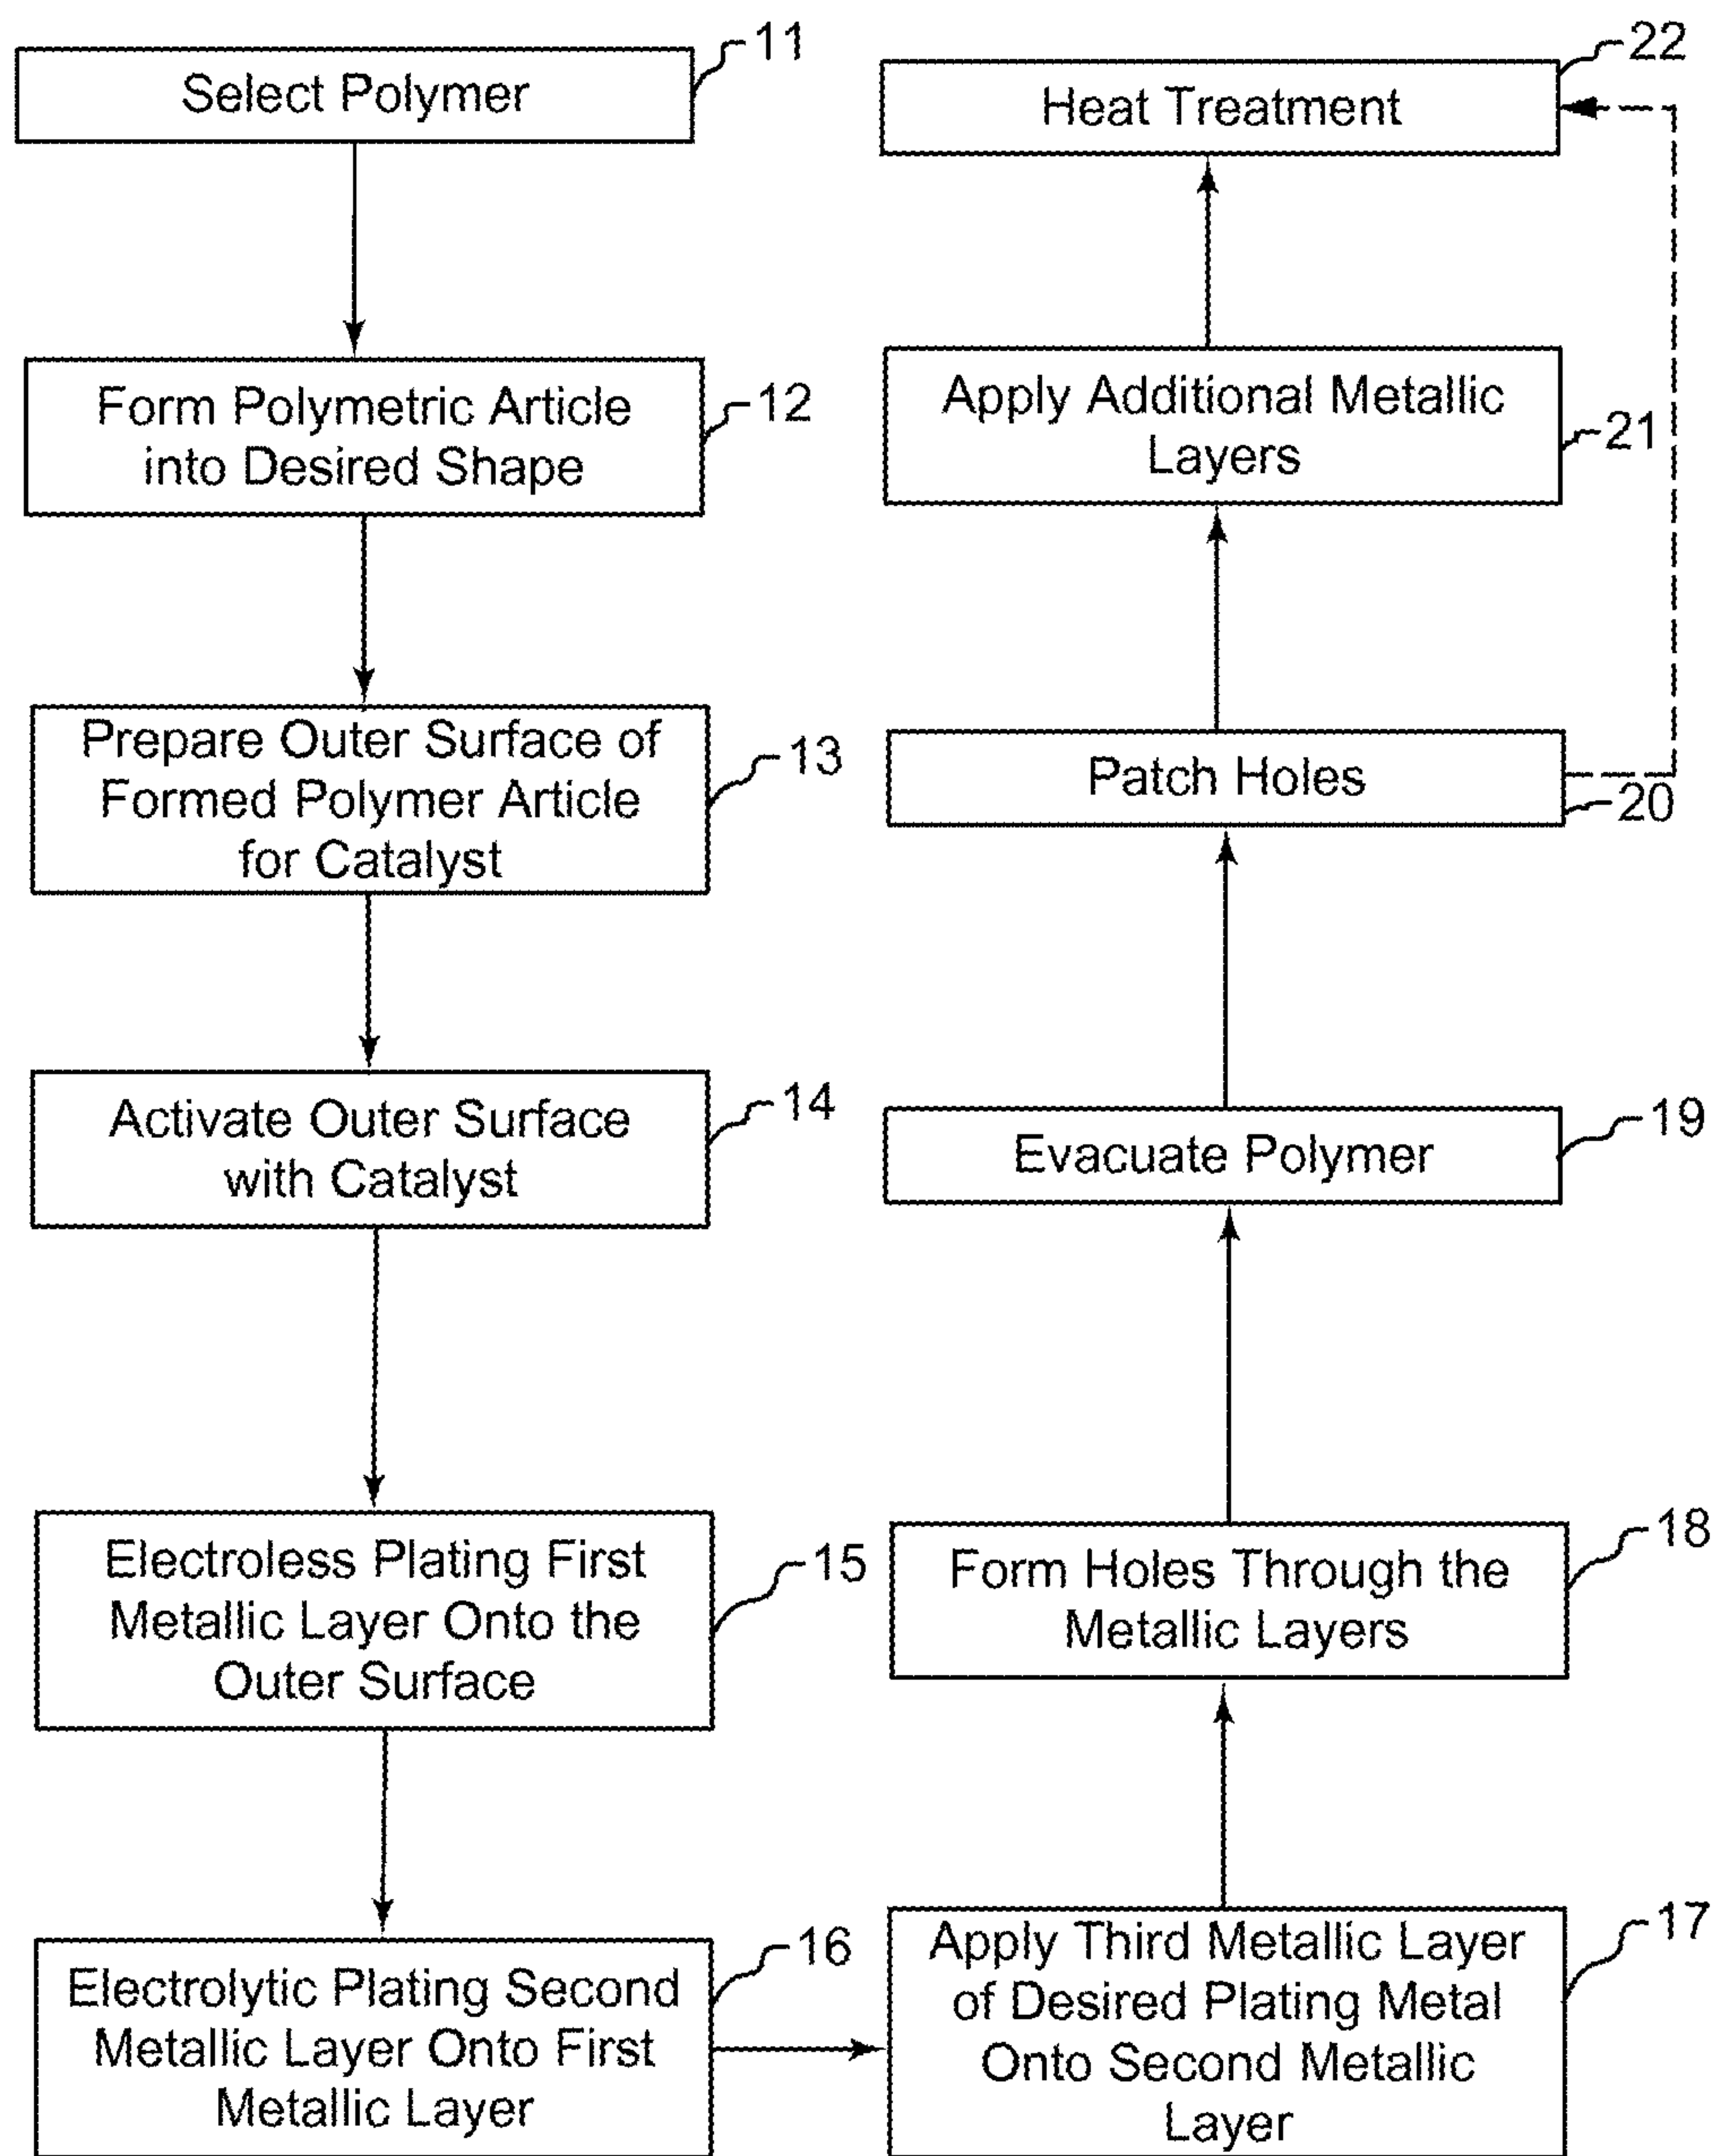 Select Polymer
11
Form Polymetric Article
into Desired Shape
12
Prepare Outer Surface of
Formed Polymer Article
for Catalyst
13
Activate Outer Surface
with Catalyst
14
Electroless Plating First
Metallic Layer Onto the
Outer Surface
15
Electrolytic Plating Second
Metallic Layer Onto First
Metallic Layer
16
Apply Third Metallic Layer
of Desired Plating Metal
Onto Second Metallic
Layer
17
Form Holes Through the
Metallic Layers
18
Evacuate Polymer
19
Patch Holes
20
Apply Additional Metallic
Layers
21
Heat Treatment
22